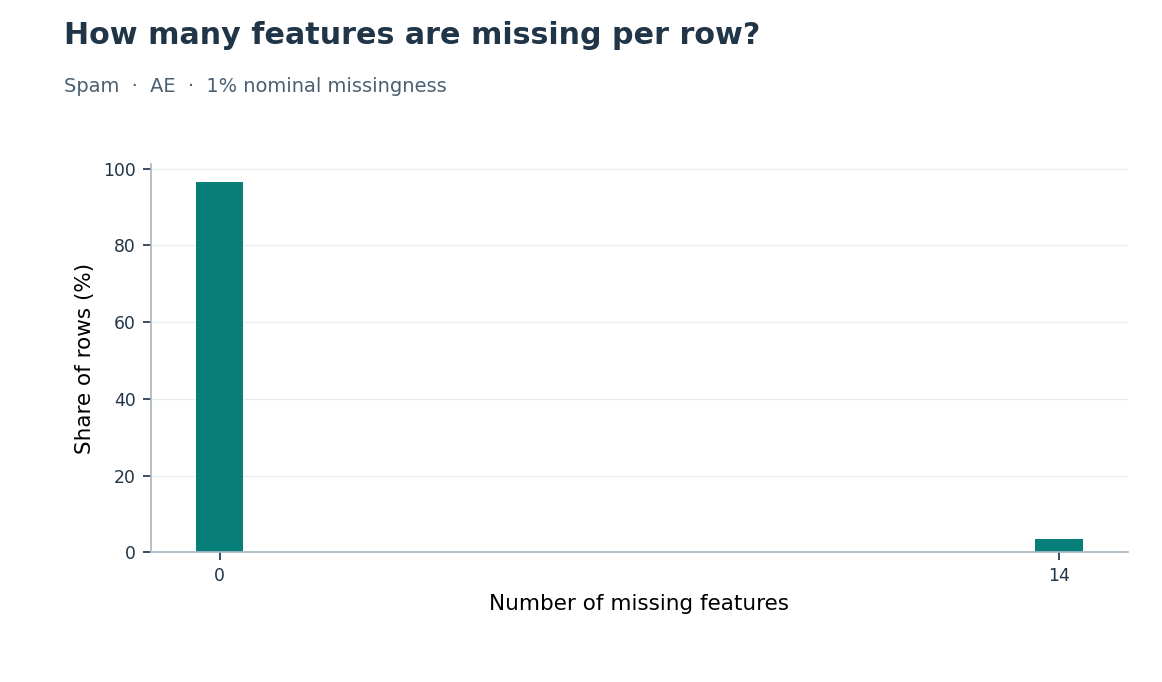 How many features are missing per row?
Spam · AE · 1% nominal missingness
100
80
60
40
20
0
Share of rows (%)
0 14
Number of missing features